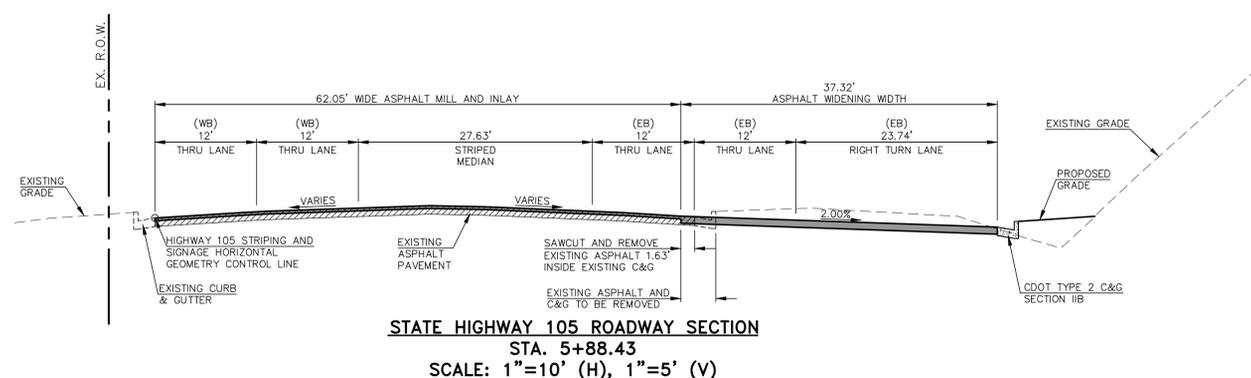 EX. R.O.W.
62.05' WIDE ASPHALT MILL AND INLAY
37.32'
ASPHALT WIDENING WIDTH
(WB)
12'
THRU LANE
(WB)
12'
THRU LANE
27.63'
STRIPED
MEDIAN
(EB)
12'
THRU LANE
(EB)
12'
THRU LANE
(EB)
23.74'
RIGHT TURN LANE
EXISTING GRADE
EXISTING
GRADE
PROPOSED
GRADE
VARIES
VARIES
2.00%
HIGHWAY 105 STRIPING AND
SIGNAGE HORIZONTAL
GEOMETRY CONTROL LINE
EXISTING
ASPHALT
PAVEMENT
SAWCUT AND REMOVE
EXISTING ASPHALT 1.63'
INSIDE EXISTING C&G
EXISTING CURB
& GUTTER
EXISTING ASPHALT AND
C&G TO BE REMOVED
CDOT TYPE 2 C&G
SECTION IIB
STATE HIGHWAY 105 ROADWAY SECTION
STA. 5+88.43
SCALE: 1"=10' (H), 1"=5' (V)